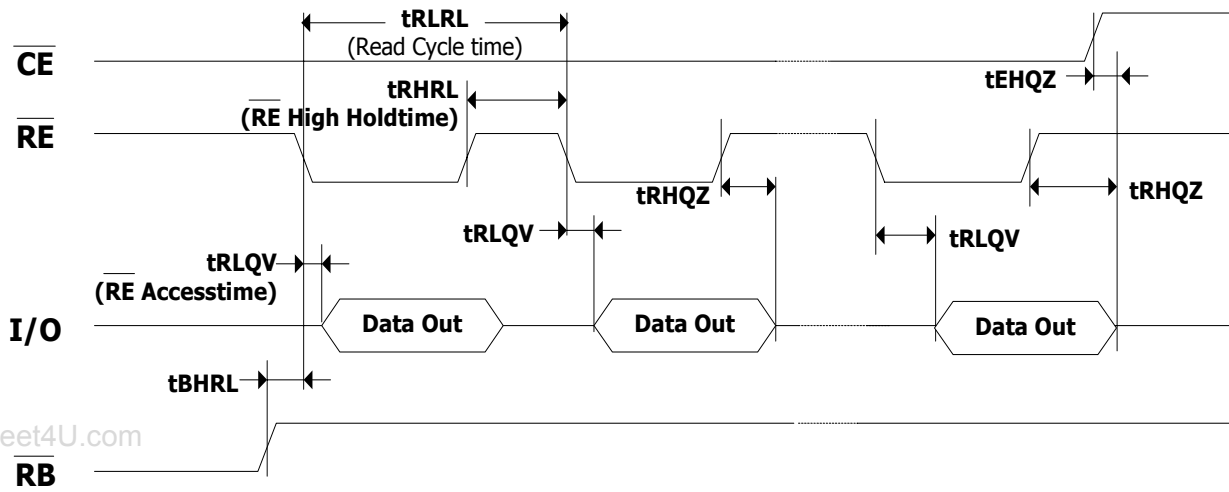 tRLRL
(Read Cycle time)
CE
tEHQZ
tRHRL
(RE High Holdtime)
RE
tRHQZ
tRHQZ
tRLQV
tRLQV
tRLQV
(RE Accesstime)
I/O
Data Out
Data Out
Data Out
tBHRL
eet4U.com
RB